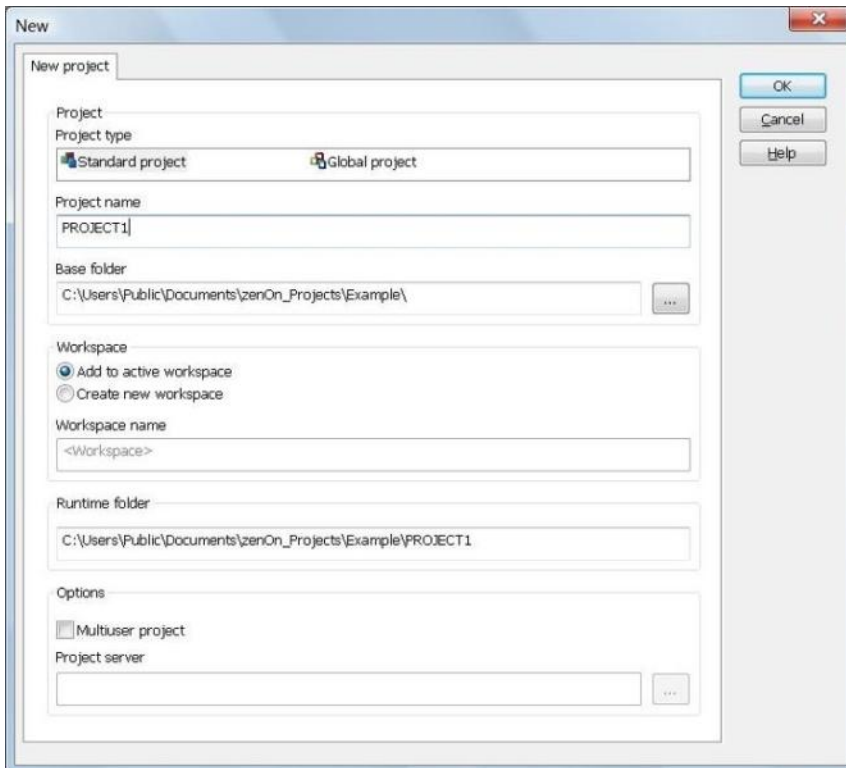 New
New project
OK
Cancel
Help
Project
Project type
Standard project Global project
Project name
PROJECT1
Base folder
C:\Users\Public\Documents\zenOn_Projects\Example\
...
Workspace
Add to active workspace
Create new workspace
Workspace name
<Workspace>
Runtime folder
C:\Users\Public\Documents\zenOn_Projects\Example\PROJECT1
Options
Multiuser project
Project server
...